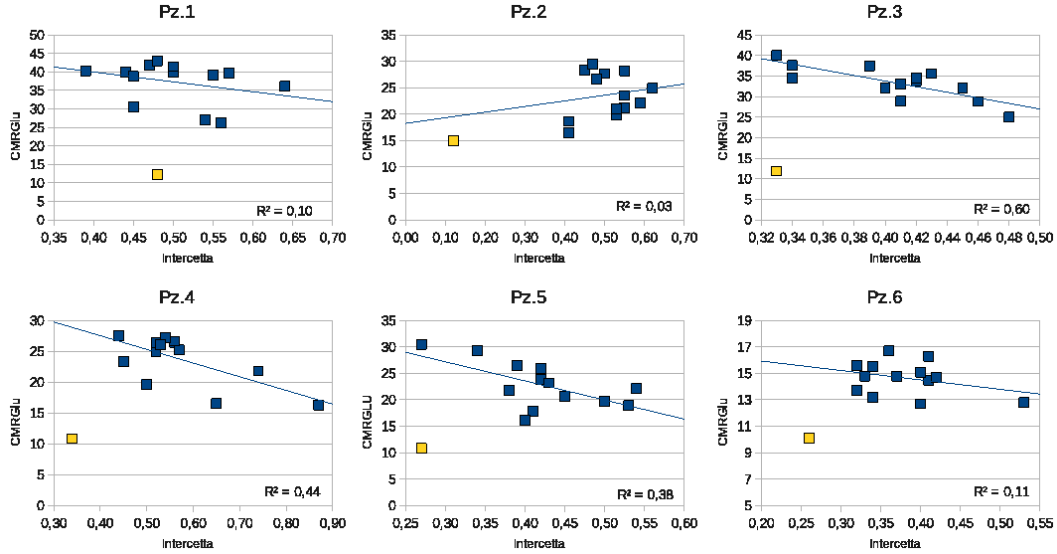 Pz.1
CMRGlu
50
45
40
35
30
25
20
15
10
5
0
0,35 0,40 0,45 0,50 0,55 0,60 0,65 0,70
Intercetta
R² = 0,10
Pz.2
CMRGlu
35
30
25
20
15
10
5
0
0,00 0,10 0,20 0,30 0,40 0,50 0,60 0,70
Intercetta
R² = 0,03
Pz.3
CMRGlu
45
40
35
30
25
20
15
10
5
0
0,32 0,34 0,36 0,38 0,40 0,42 0,44 0,46 0,48 0,50
Intercetta
R² = 0,60
Pz.4
CMRGlu
30
25
20
15
10
5
0
0,30 0,40 0,50 0,60 0,70 0,80 0,90
Intercetta
R² = 0,44
Pz.5
CMRGLU
35
30
25
20
15
10
5
0
0,25 0,30 0,35 0,40 0,45 0,50 0,55 0,60
Intercetta
R² = 0,38
Pz.6
CMRGlu
19
17
15
13
11
9
7
5
0,20 0,25 0,30 0,35 0,40 0,45 0,50 0,55
Intercetta
R² = 0,11